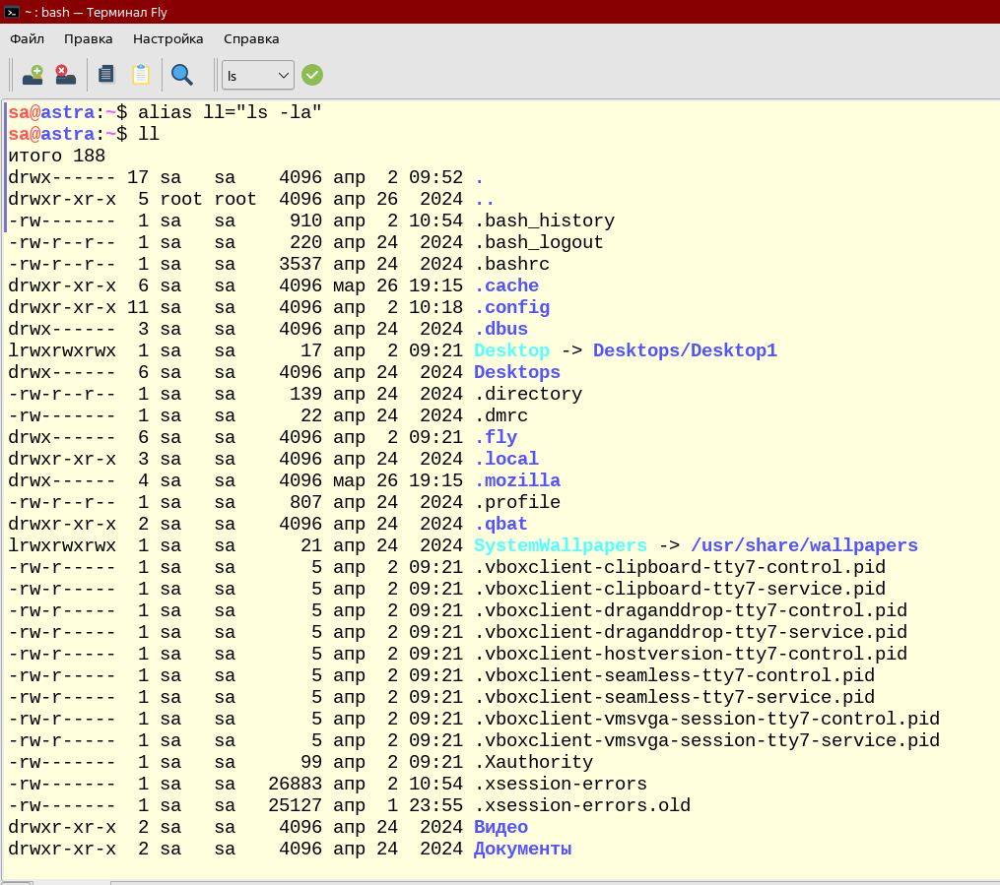 ~ : bash — Терминал Fly
Файл Правка Настройка Справка
ls
sa@astra:~$ alias ll="ls -la"
sa@astra:~$ ll
итого 188
drwx------ 17 sa   sa    4096 апр  2 09:52 .
drwxr-xr-x  5 root root  4096 апр 26  2024 ..
-rw-------  1 sa   sa     910 апр  2 10:54 .bash_history
-rw-r--r--  1 sa   sa     220 апр 24  2024 .bash_logout
-rw-r--r--  1 sa   sa    3537 апр 24  2024 .bashrc
drwxr-xr-x  6 sa   sa    4096 мар 26 19:15 .cache
drwxr-xr-x 11 sa   sa    4096 апр  2 10:18 .config
drwx------  3 sa   sa    4096 апр 24  2024 .dbus
lrwxrwxrwx  1 sa   sa      17 апр  2 09:21 Desktop -> Desktops/Desktop1
drwx------  6 sa   sa    4096 апр 24  2024 Desktops
-rw-r--r--  1 sa   sa     139 апр 24  2024 .directory
-rw-------  1 sa   sa      22 апр 24  2024 .dmrc
drwx------  6 sa   sa    4096 апр  2 09:21 .fly
drwxr-xr-x  3 sa   sa    4096 апр 24  2024 .local
drwx------  4 sa   sa    4096 мар 26 19:15 .mozilla
-rw-r--r--  1 sa   sa     807 апр 24  2024 .profile
drwxr-xr-x  2 sa   sa    4096 апр 24  2024 .qbat
lrwxrwxrwx  1 sa   sa      21 апр 24  2024 SystemWallpapers -> /usr/share/wallpapers
-rw-r-----  1 sa   sa       5 апр  2 09:21 .vboxclient-clipboard-tty7-control.pid
-rw-r-----  1 sa   sa       5 апр  2 09:21 .vboxclient-clipboard-tty7-service.pid
-rw-r-----  1 sa   sa       5 апр  2 09:21 .vboxclient-draganddrop-tty7-control.pid
-rw-r-----  1 sa   sa       5 апр  2 09:21 .vboxclient-draganddrop-tty7-service.pid
-rw-r-----  1 sa   sa       5 апр  2 09:21 .vboxclient-hostversion-tty7-control.pid
-rw-r-----  1 sa   sa       5 апр  2 09:21 .vboxclient-seamless-tty7-control.pid
-rw-r-----  1 sa   sa       5 апр  2 09:21 .vboxclient-seamless-tty7-service.pid
-rw-r-----  1 sa   sa       5 апр  2 09:21 .vboxclient-vmsvga-session-tty7-control.pid
-rw-r-----  1 sa   sa       5 апр  2 09:21 .vboxclient-vmsvga-session-tty7-service.pid
-rw-------  1 sa   sa      99 апр  2 09:21 .Xauthority
-rw-------  1 sa   sa   26883 апр  2 10:54 .xsession-errors
-rw-------  1 sa   sa   25127 апр  1 23:55 .xsession-errors.old
drwxr-xr-x  2 sa   sa    4096 апр 24  2024 Видео
drwxr-xr-x  2 sa   sa    4096 апр 24  2024 Документы